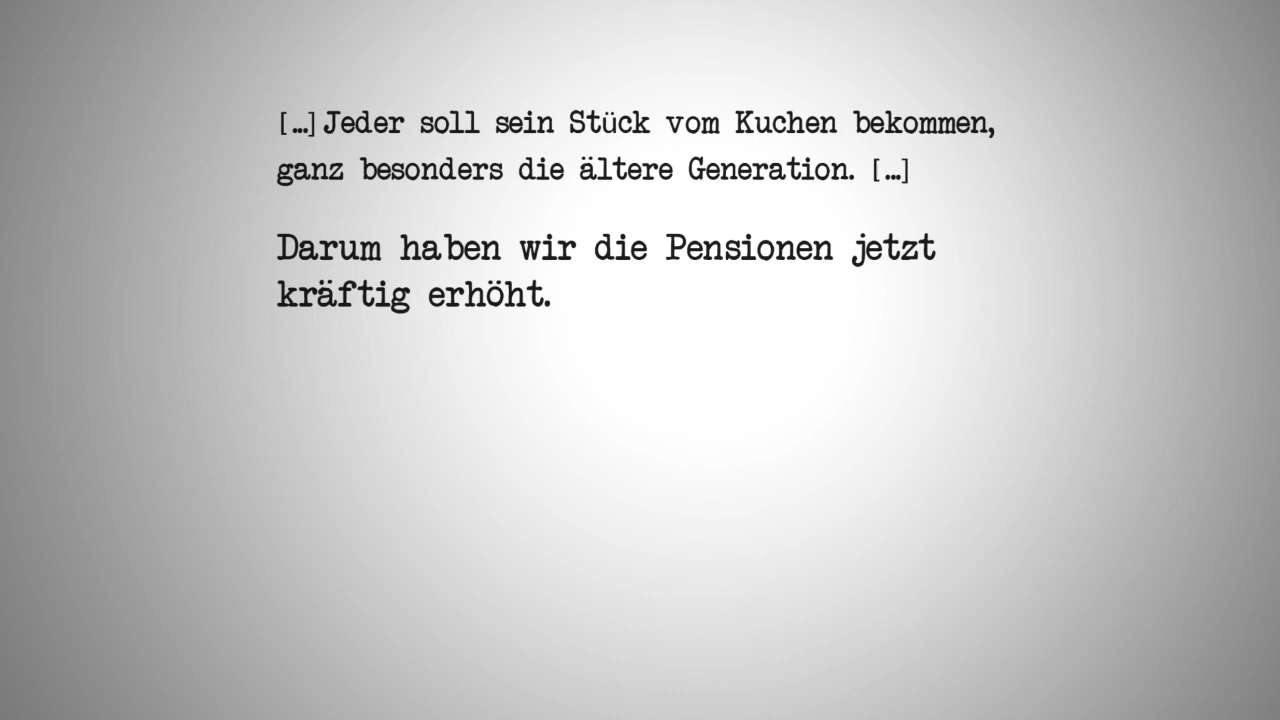 […] Jeder soll sein Stück vom Kuchen bekommen,
ganz besonders die ältere Generation. […]
Darum haben wir die Pensionen jetzt
kräftig erhöht.